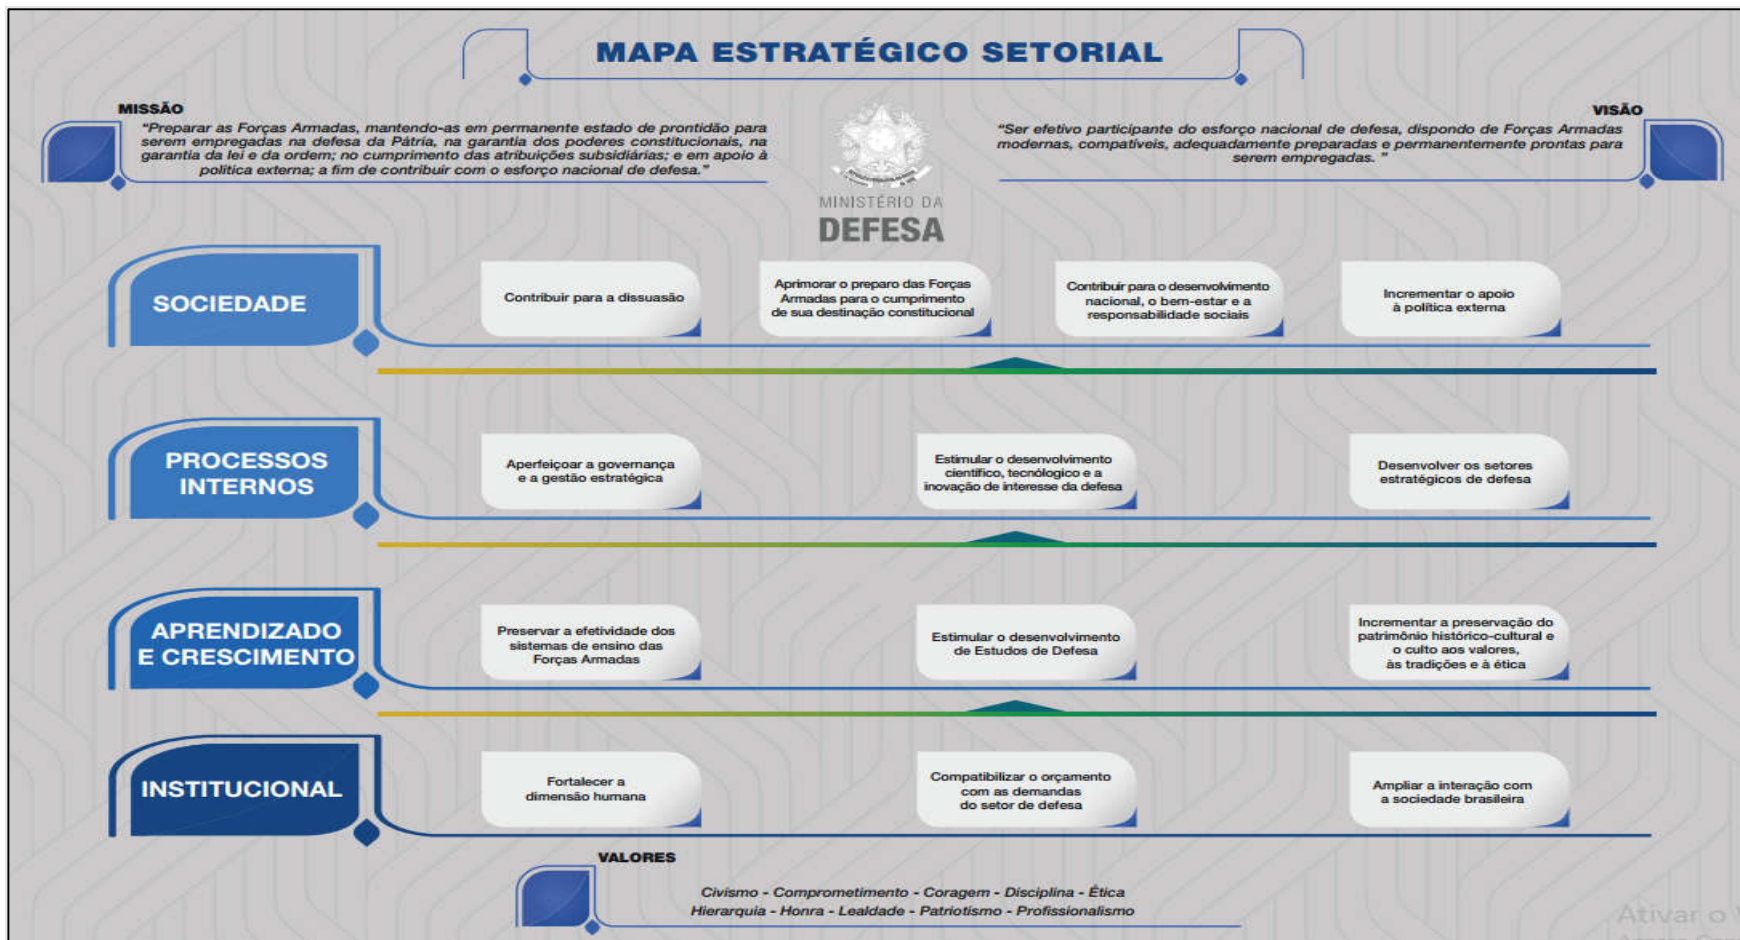 MAPA ESTRATÉGICO SETORIAL
MISSÃO
“Preparar as Forças Armadas, mantendo-as em permanente estado de prontidão para
serem empregadas na defesa da Pátria, na garantia dos poderes constitucionais, na
garantia da lei e da ordem; no cumprimento das atribuições subsidiárias; e em apoio à
política externa; a fim de contribuir com o esforço nacional de defesa.”
VISÃO
“Ser efetivo participante do esforço nacional de defesa, dispondo de Forças Armadas
modernas, compatíveis, adequadamente preparadas e permanentemente prontas para
serem empregadas. ”
MINISTÉRIO DA
DEFESA
SOCIEDADE
Contribuir para a dissuasão
Aprimorar o preparo das Forças
Armadas para o cumprimento
de sua destinação constitucional
Contribuir para o desenvolvimento
nacional, o bem-estar e a
responsabilidade sociais
Incrementar o apoio
à política externa
PROCESSOS
INTERNOS
Aperfeiçoar a governança
e a gestão estratégica
Estimular o desenvolvimento
científico, tecnólogico e a
inovação de interesse da defesa
Desenvolver os setores
estratégicos de defesa
APRENDIZADO
E CRESCIMENTO
Preservar a efetividade dos
sistemas de ensino das
Forças Armadas
Estimular o desenvolvimento
de Estudos de Defesa
Incrementar a preservação do
patrimônio histórico-cultural e
o culto aos valores,
às tradições e à ética
INSTITUCIONAL
Fortalecer a
dimensão humana
Compatibilizar o orçamento
com as demandas
do setor de defesa
Ampliar a interação com
a sociedade brasileira
VALORES
Civismo - Comprometimento - Coragem - Disciplina - Ética
Hierarquia - Honra - Lealdade - Patriotismo - Profissionalismo
Ativar o